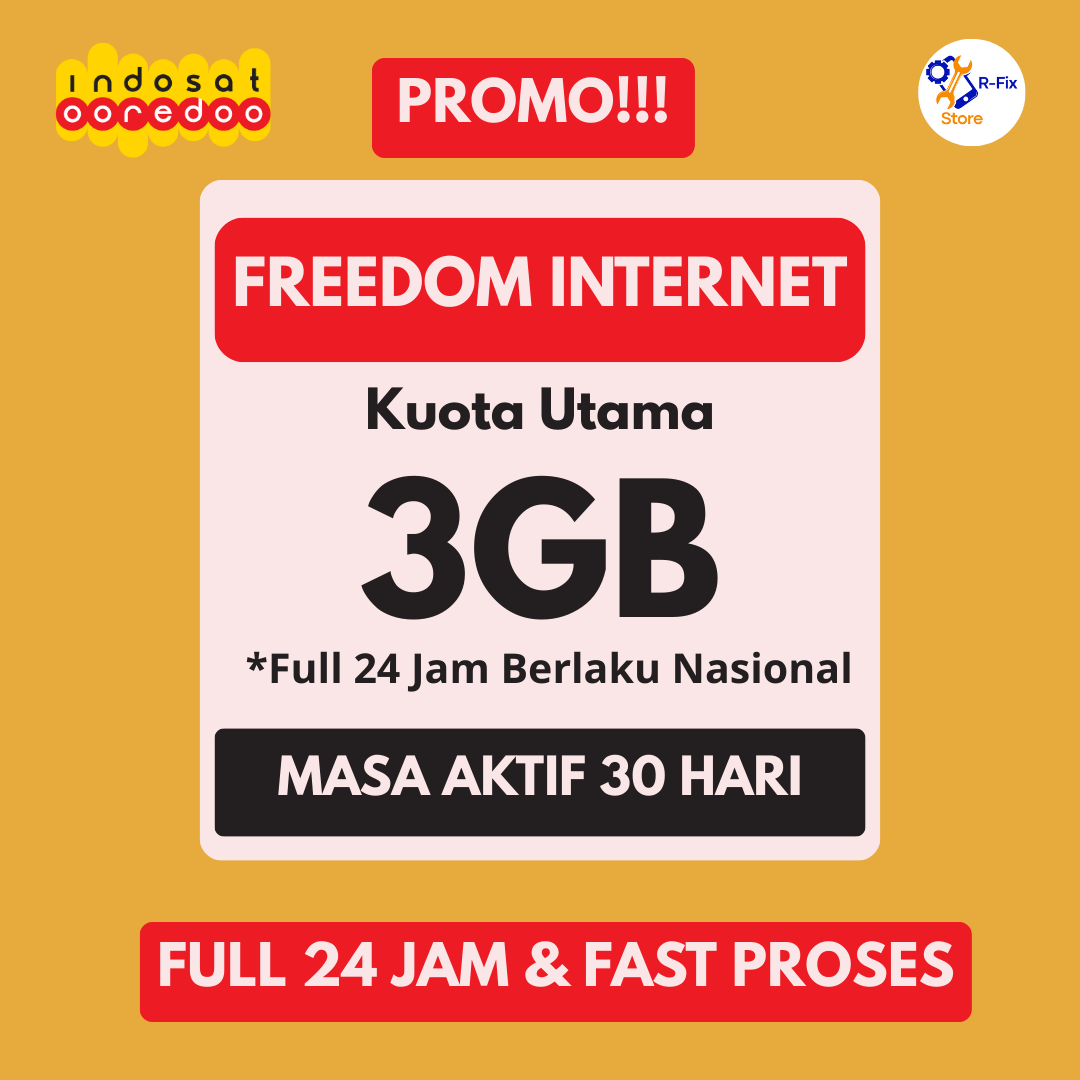 indosat
ooredoo
PROMO!!!
R-Fix
Store
FREEDOM INTERNET
Kuota Utama
3GB
*Full 24 Jam Berlaku Nasional
MASA AKTIF 30 HARI
FULL 24 JAM & FAST PROSES